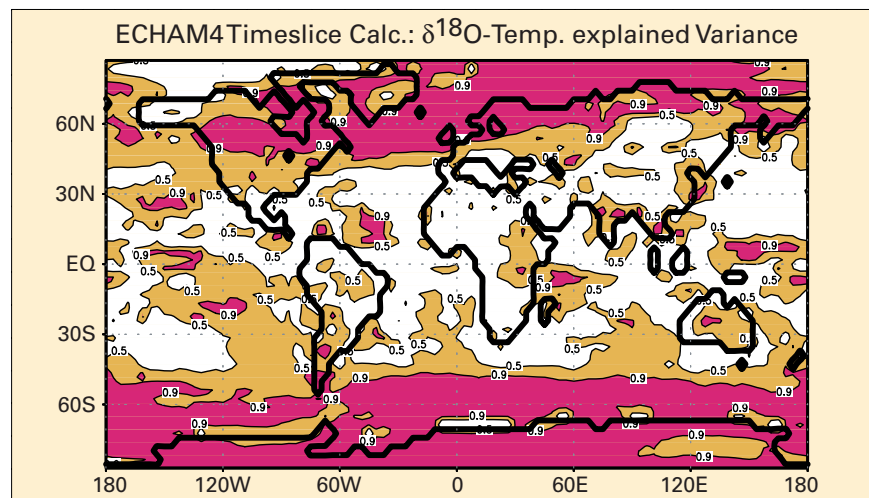 ECHAM4 Timeslice Calc.: δ18O-Temp. explained Variance
60N
30N
EQ
30S
60S
180 120W 60W 0 60E 120E 180
0.5
0.9